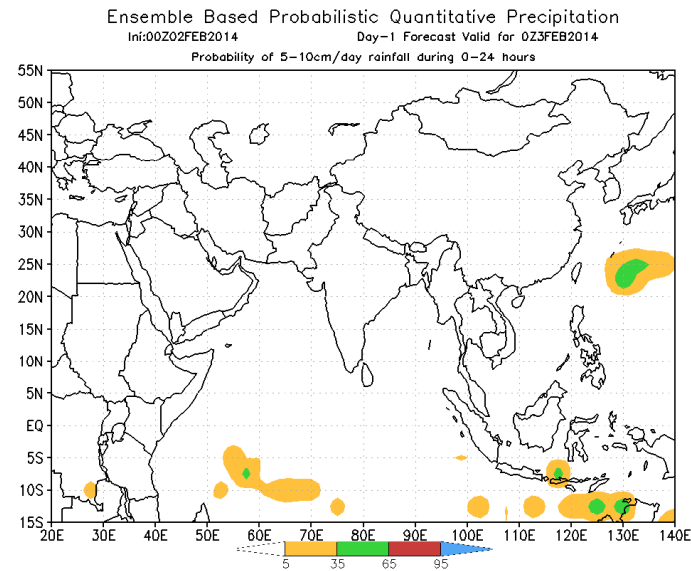 Ensemble Based Probabilistic Quantitative Precipitation
Ini:00Z02FEB2014 Day-1 Forecast Valid for 0Z3FEB2014
Probability of 5-10cm/day rainfall during 0-24 hours
55N
50N
45N
40N
35N
30N
25N
20N
15N
10N
5N
EQ
5S
10S
15S
20E 30E 40E 50E 60E 70E 80E 90E 100E 110E 120E 130E 140E
5 35 65 95